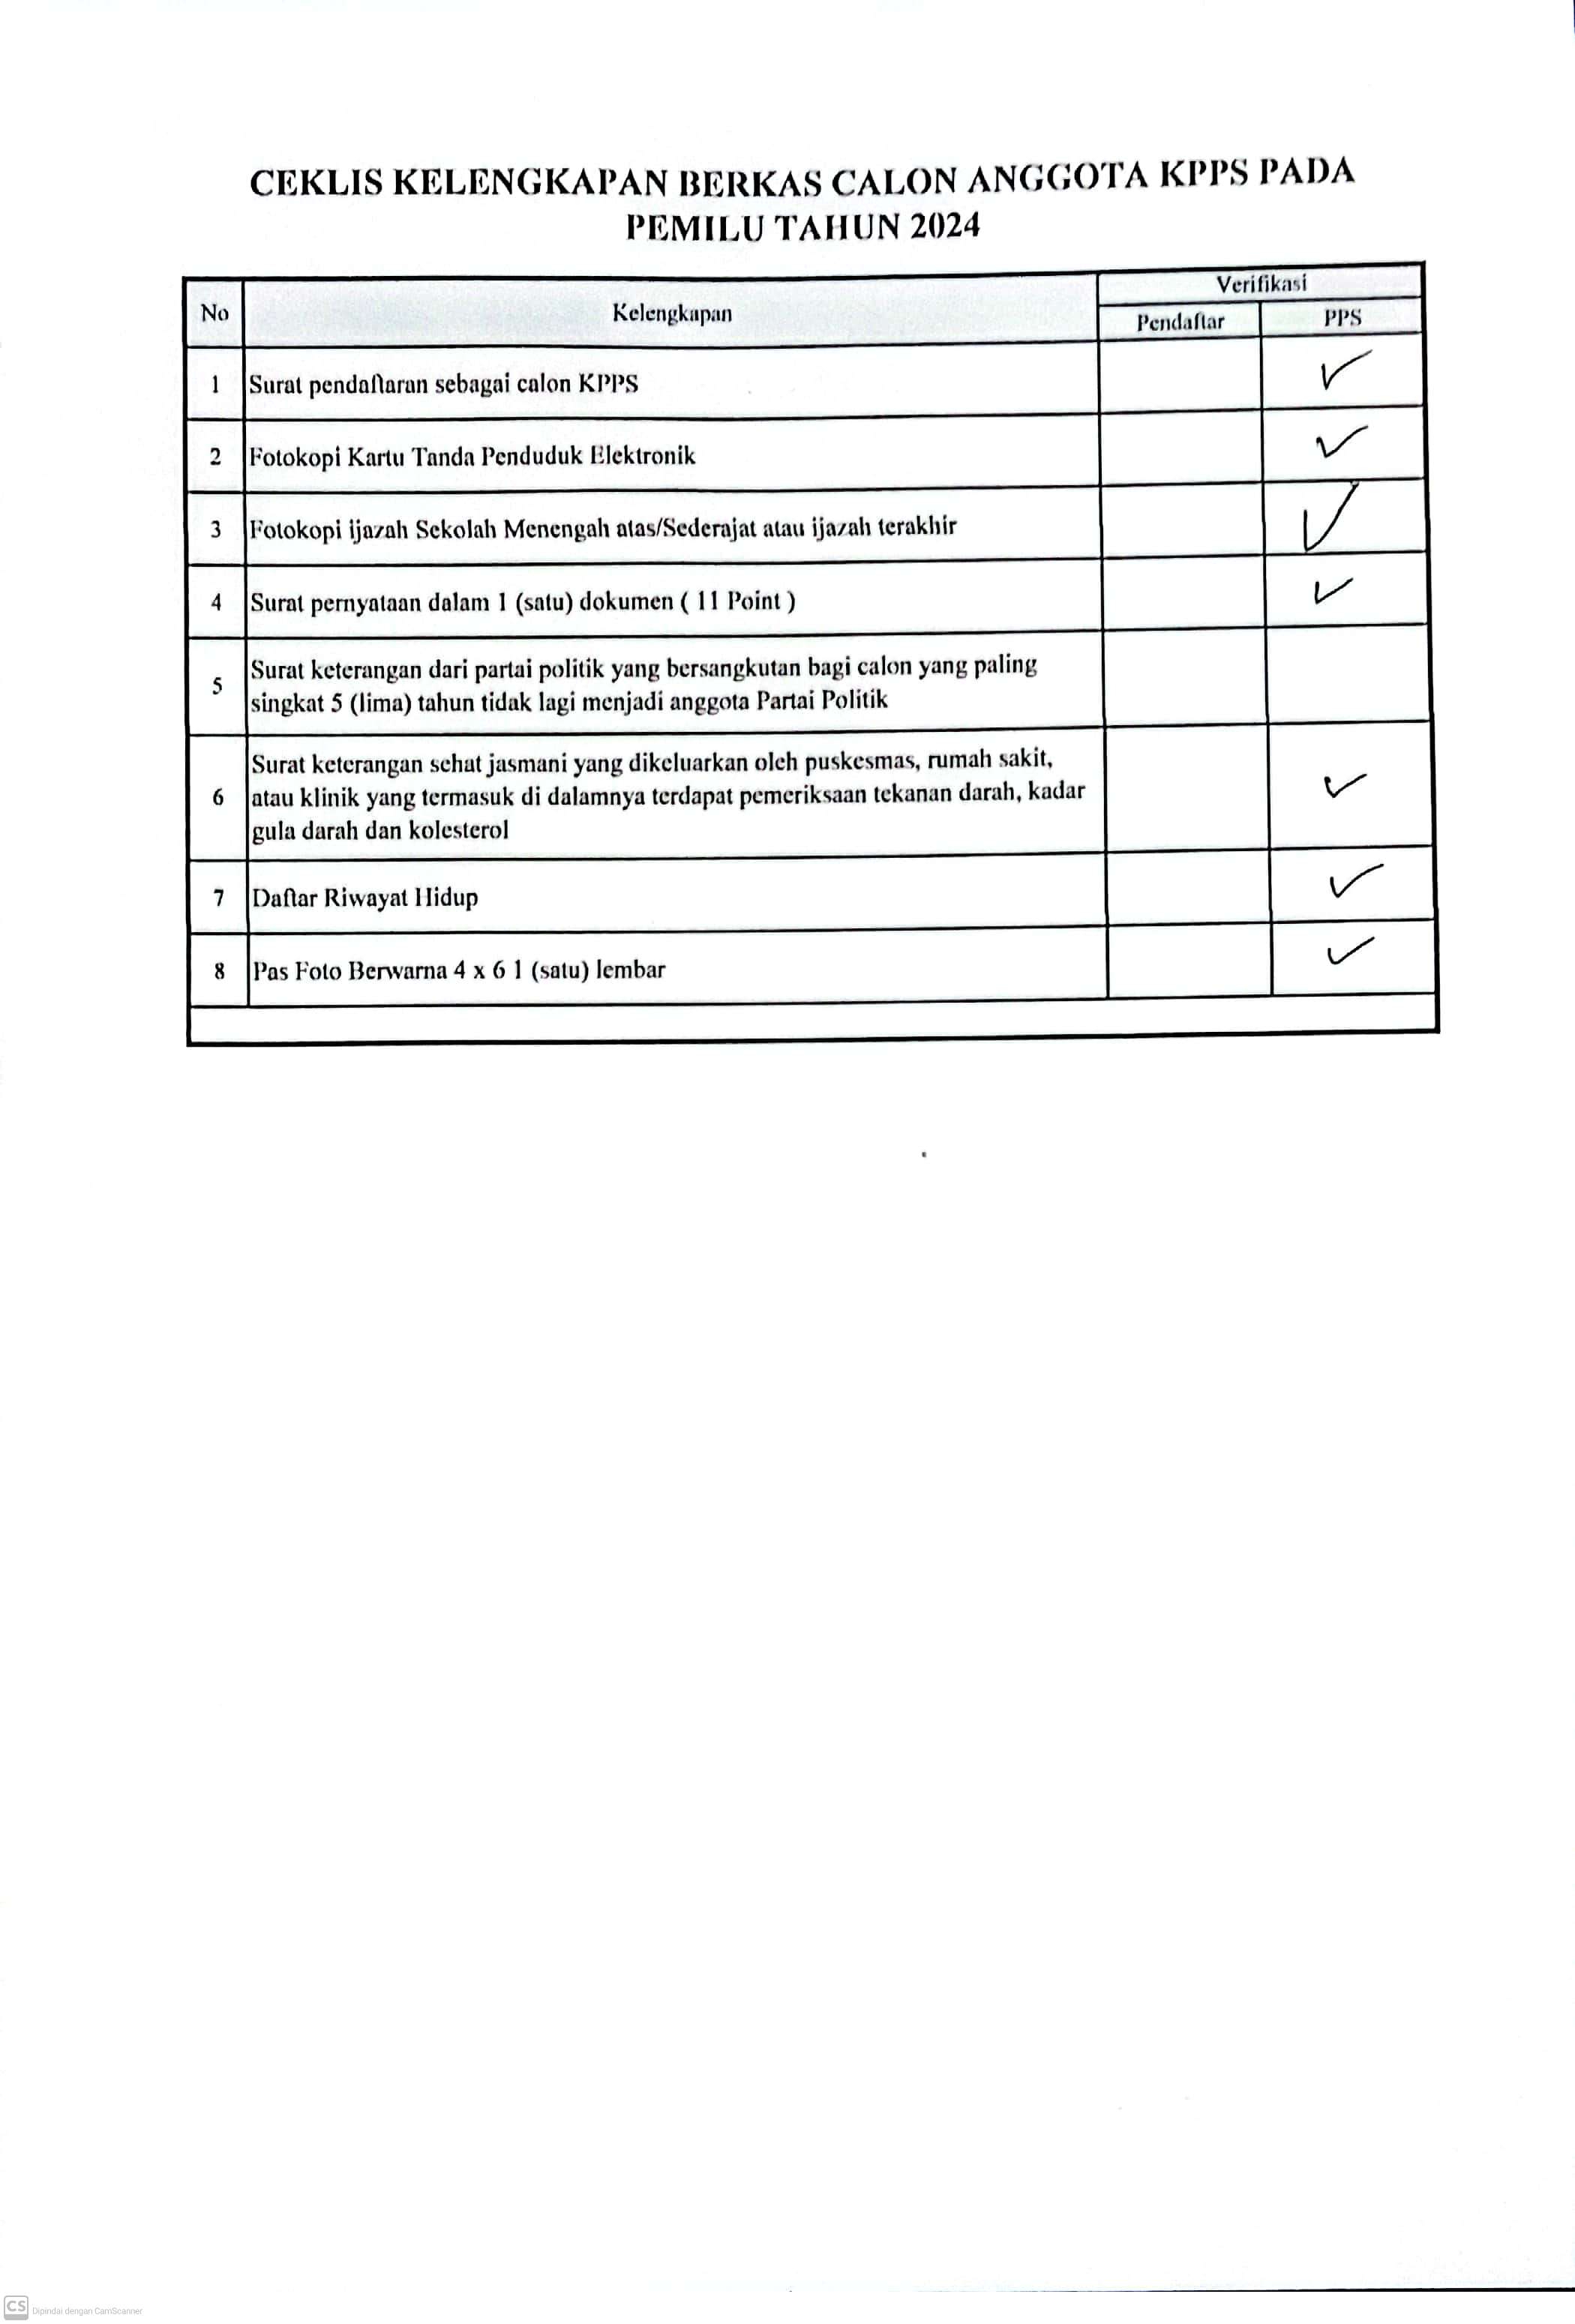 CEKLIS KELENGKAPAN BERKAS CALON ANGGOTA KPPS PADA
PEMILU TAHUN 2024
No
Kelengkapan
Verifikasi
Pendaftar
PPS
1
Surat pendaftaran sebagai calon KPPS
✓
2
Fotokopi Kartu Tanda Penduduk Elektronik
✓
3
Fotokopi ijazah Sekolah Menengah atas/Sederajat atau ijazah terakhir
✓
4
Surat pernyataan dalam 1 (satu) dokumen ( 11 Point )
✓
5
Surat keterangan dari partai politik yang bersangkutan bagi calon yang paling
singkat 5 (lima) tahun tidak lagi menjadi anggota Partai Politik
6
Surat keterangan sehat jasmani yang dikeluarkan oleh puskesmas, rumah sakit,
atau klinik yang termasuk di dalamnya terdapat pemeriksaan tekanan darah, kadar
gula darah dan kolesterol
✓
7
Daftar Riwayat Hidup
✓
8
Pas Foto Berwarna 4 x 6 1 (satu) lembar
✓
CS Dipindai dengan CamScanner